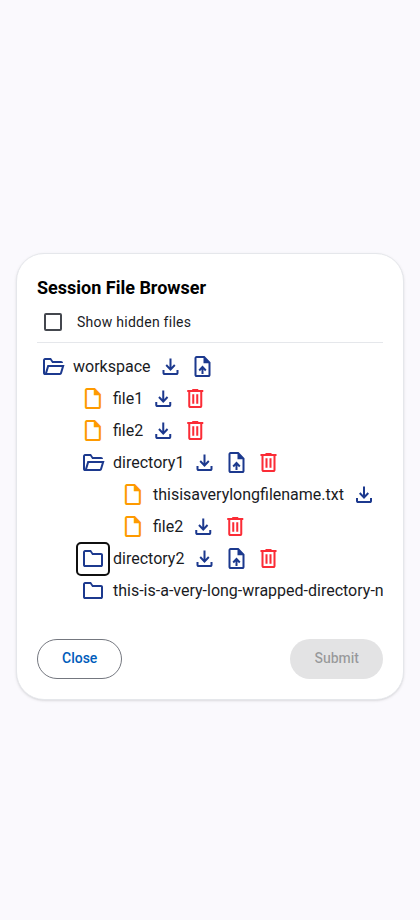 Session File Browser
Show hidden files
workspace
file1
file2
directory1
thisisaverylongfilename.txt
file2
directory2
this-is-a-very-long-wrapped-directory-n
Close
Submit